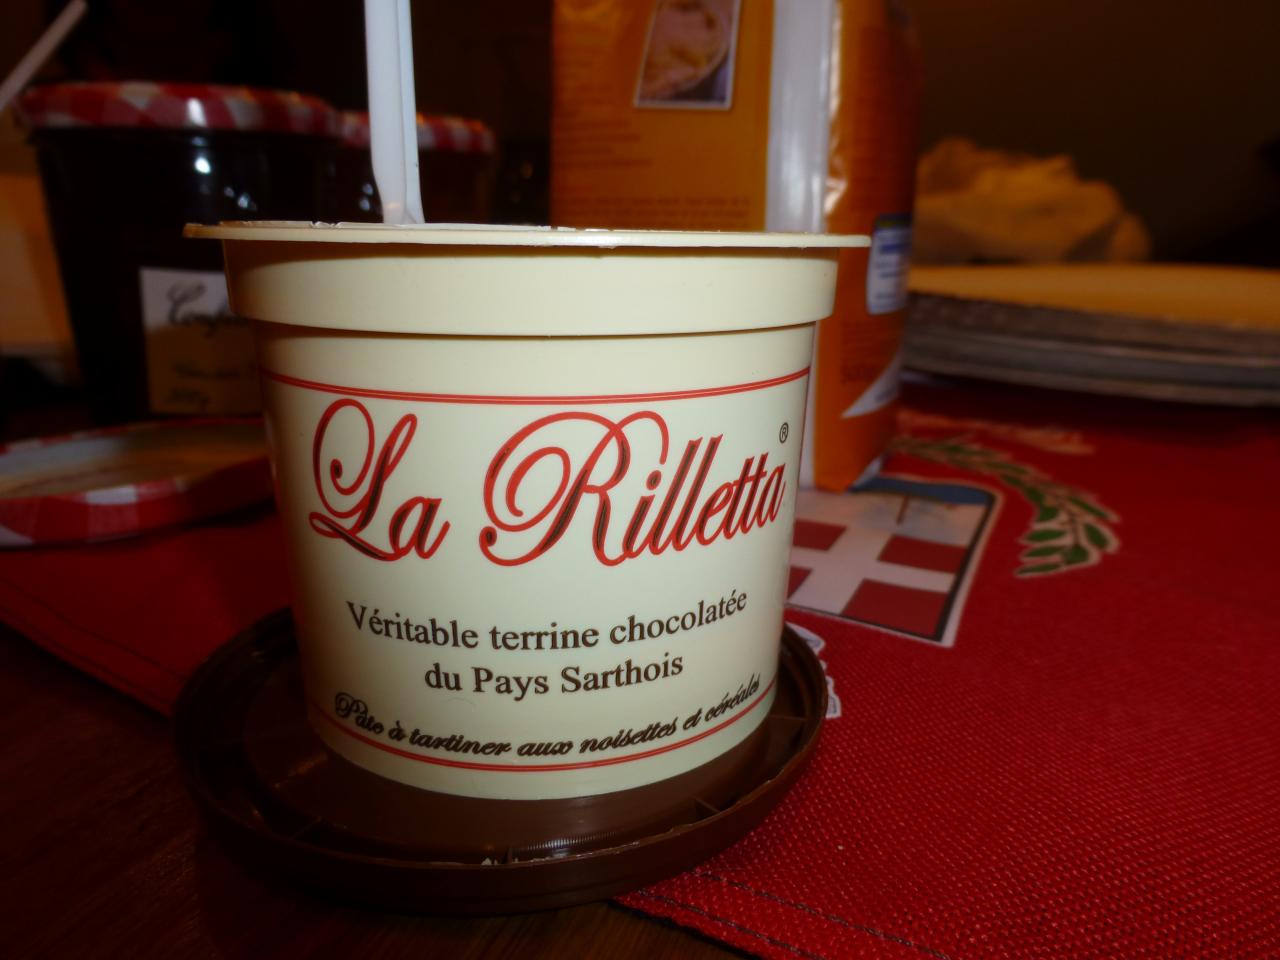 La Rilletta ®
Véritable terrine chocolatée
du Pays Sarthois
Pâte à tartiner aux noisettes et céréales